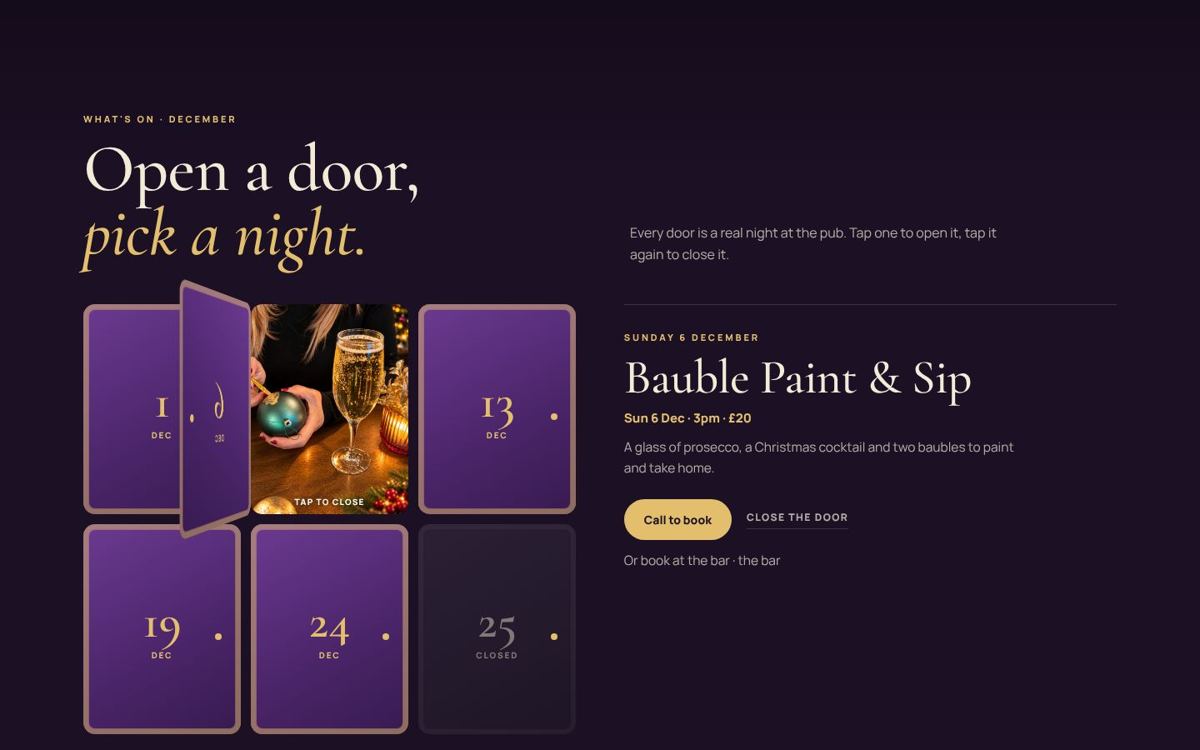 WHAT'S ON · DECEMBER
Open a door,
pick a night.
Every door is a real night at the pub. Tap one to open it, tap it
again to close it.
1
DEC
6
DEC
TAP TO CLOSE
13
DEC
19
DEC
24
DEC
25
CLOSED
SUNDAY 6 DECEMBER
Bauble Paint & Sip
Sun 6 Dec · 3pm · £20
A glass of prosecco, a Christmas cocktail and two baubles to paint
and take home.
Call to book
CLOSE THE DOOR
Or book at the bar · the bar